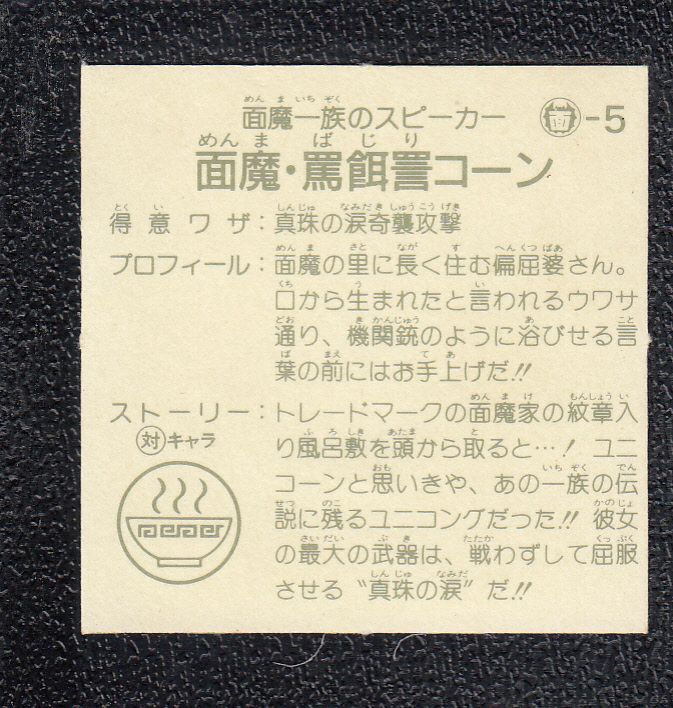 面魔一族のスピーカー -5
面魔・罵餌詈コーン
得意ワザ：真珠の涙奇襲攻撃
プロフィール：面魔の里に長く住む偏屈婆さん。
口から生まれたと言われるウワサ
通り、機関銃のように浴びせる言
葉の前にはお手上げだ!!
ストーリー：トレードマークの面魔家の紋章入
対キャラ り風呂敷を頭から取ると…！ユニ
コーンと思いきや、あの一族の伝
説に残るユニコングだった!! 彼女
の最大の武器は、戦わずして屈服
させる〝真珠の涙〟だ!!